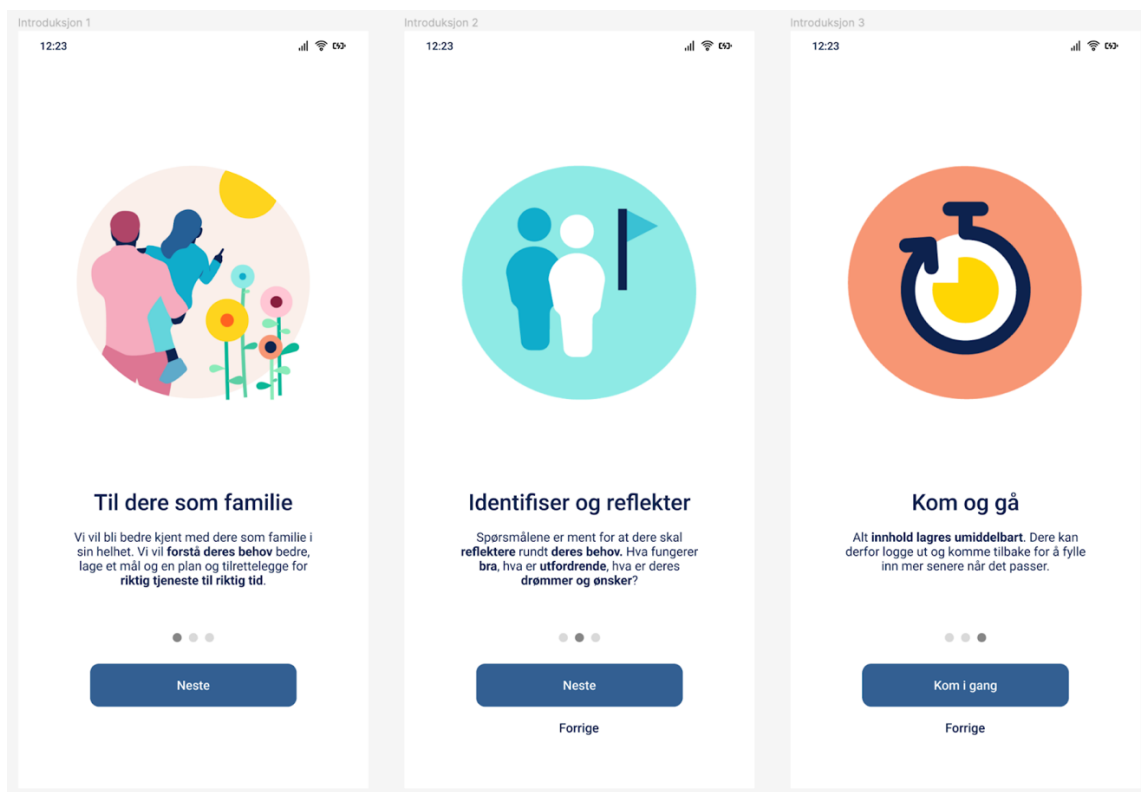 Introduksjon 1
12:23
Til dere som familie
Vi vil bli bedre kjent med dere som familie i
sin helhet. Vi vil forstå deres behov bedre,
lage et mål og en plan og tilrettelegge for
riktig tjeneste til riktig tid.
Neste
Introduksjon 2
12:23
Identifiser og reflekter
Spørsmålene er ment for at dere skal
reflektere rundt deres behov. Hva fungerer
bra, hva er utfordrende, hva er deres
drømmer og ønsker?
Neste
Forrige
Introduksjon 3
12:23
Kom og gå
Alt innhold lagres umiddelbart. Dere kan
derfor logge ut og komme tilbake for å fylle
inn mer senere når det passer.
Kom i gang
Forrige